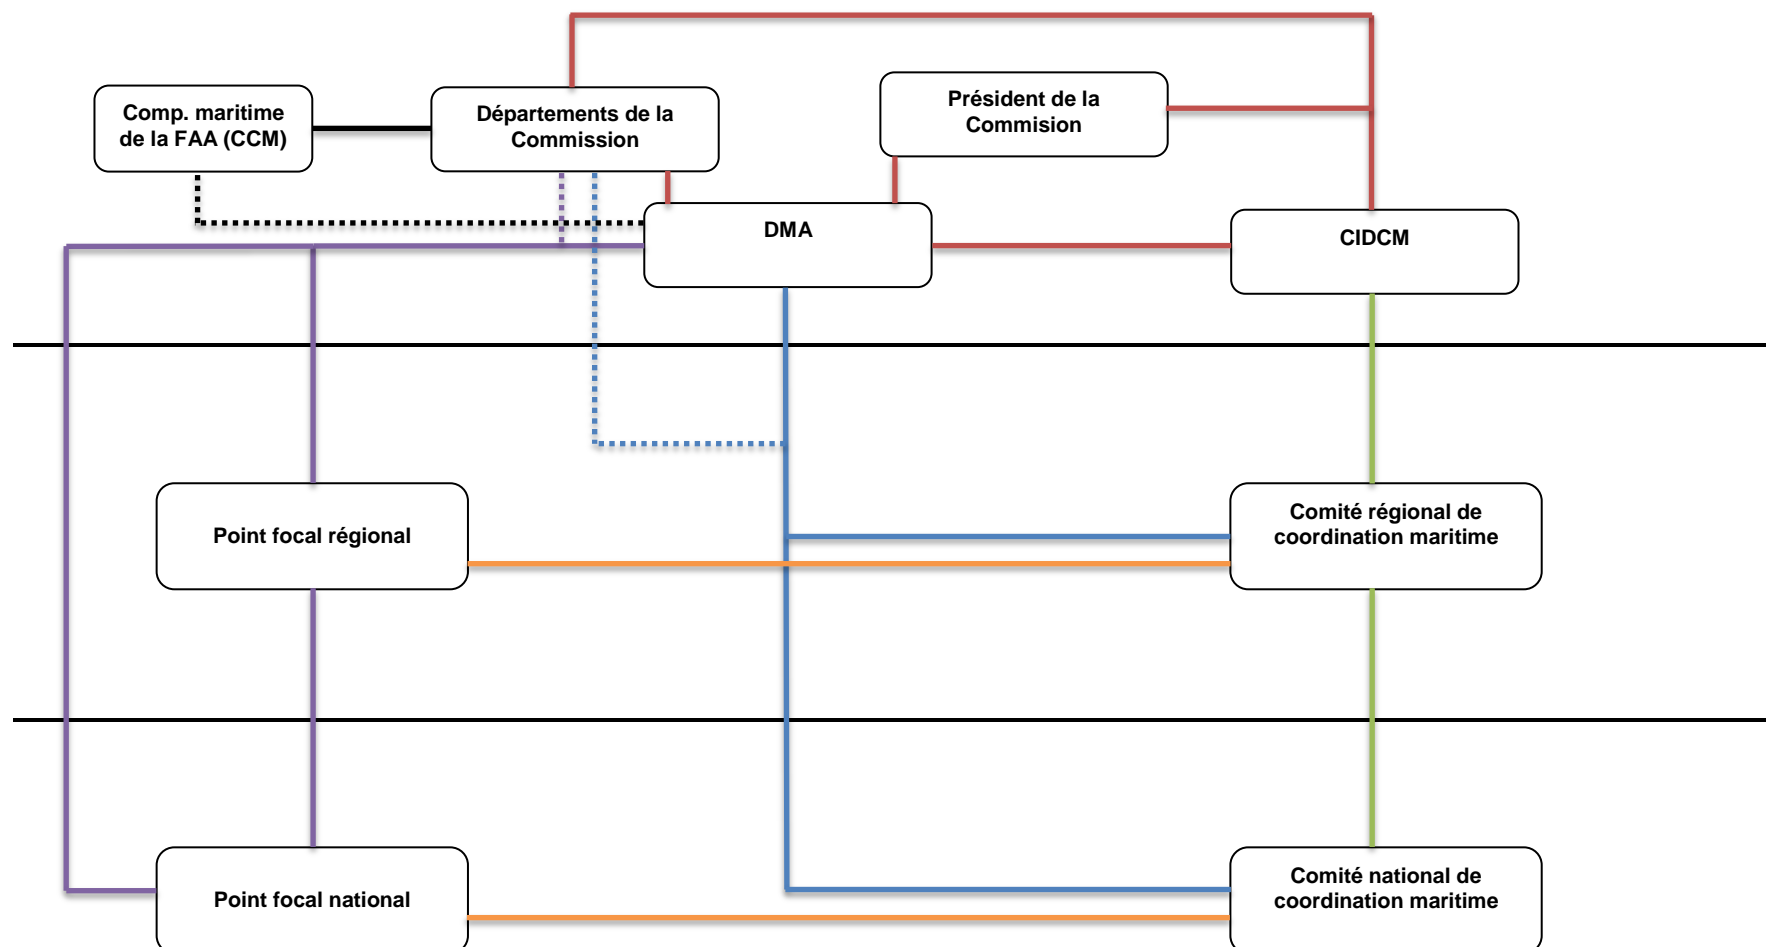 Comp. maritime
de la FAA (CCM)
Départements de la
Commission
Président de la
Commision
DMA
CIDCM
Point focal régional
Comité régional de
coordination maritime
Point focal national
Comité national de
coordination maritime